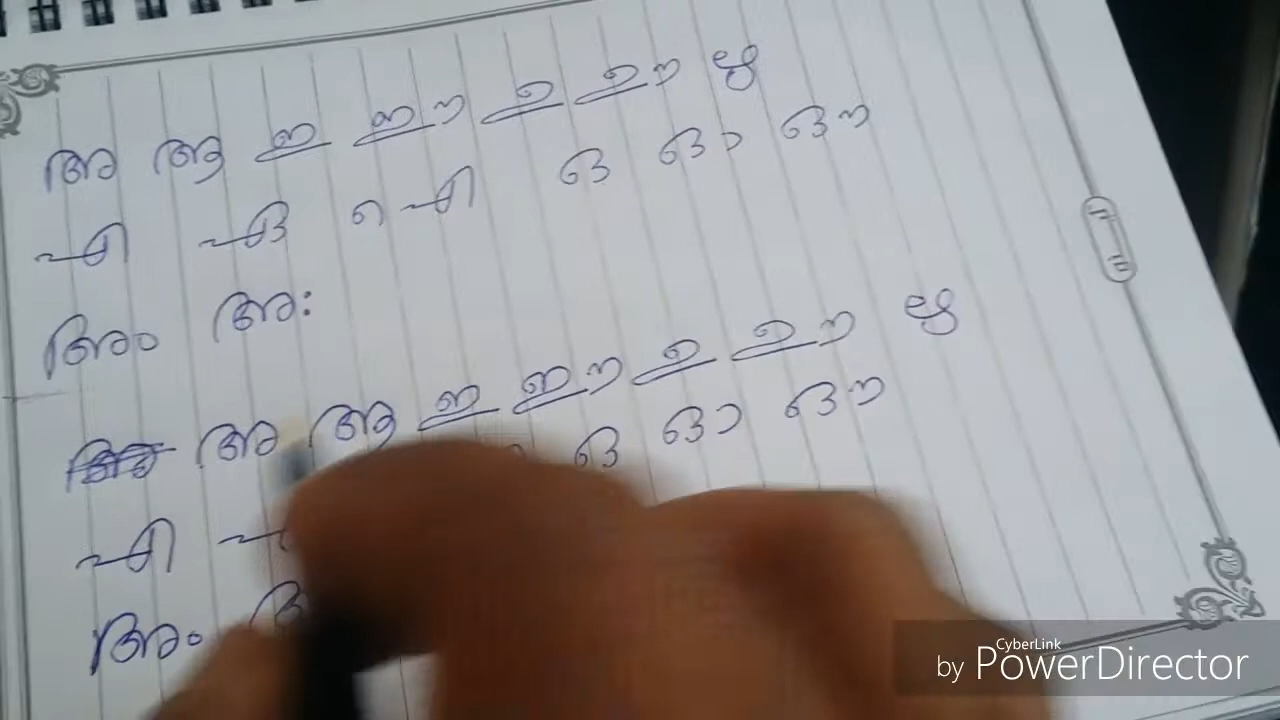 അ ആ ഇ ഈ ഉ ഊ ഋ
എ ഏ ഐ ഒ ഓ ഔ
അം അഃ
അ ആ ഇ ഈ ഉ ഊ ഋ
എ ഒ ഓ ഔ
അം
CyberLink
by PowerDirector